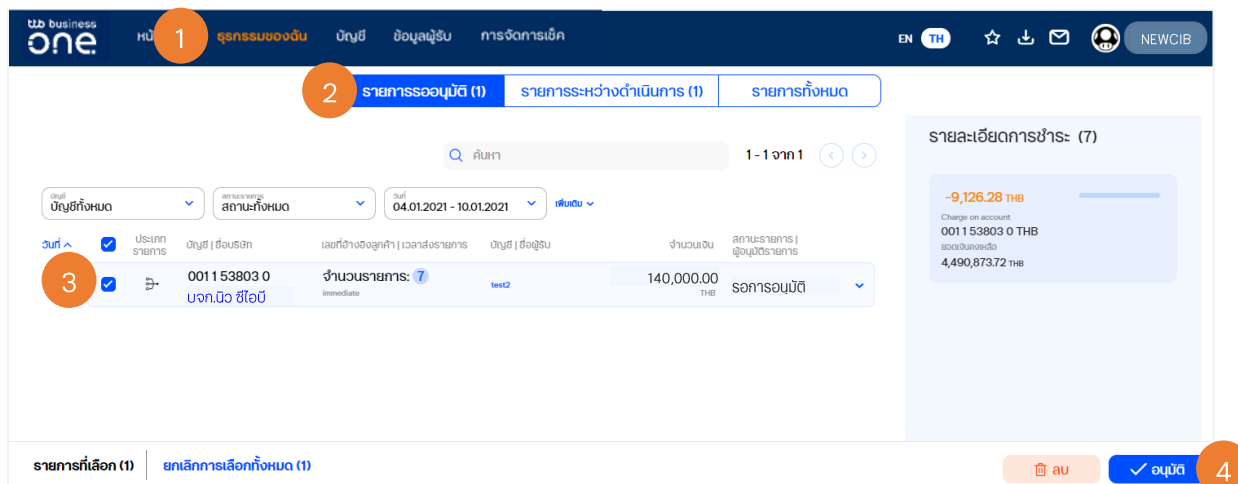 ttb business
one
หน้
1
ธุรกรรมของฉัน
บัญชี
ข้อมูลผู้รับ
การจัดการเช็ค
EN TH
NEWCIB
2
รายการรออนุมัติ (1)
รายการระหว่างดำเนินการ (1)
รายการทั้งหมด
ค้นหา
1 - 1 จาก 1
รายละเอียดการชำระ (7)
-9,126.28 THB
Charge on account
001 1 53803 0 THB
ยอดเงินคงเหลือ
4,490,873.72 THB
บัญชี
บัญชีทั้งหมด
สถานะรายการ
สถานะทั้งหมด
วันที่
04.01.2021 - 10.01.2021
เพิ่มเติม
วันที่
ประเภท
รายการ
บัญชี | ชื่อบริษัท
เลขที่อ้างอิงลูกค้า | เวลาส่งรายการ
บัญชี | ชื่อผู้รับ
จำนวนเงิน
สถานะรายการ |
ผู้อนุมัติรายการ
3
001 1 53803 0
บจก.นิว ซีไอบี
จำนวนรายการ: 7
immediate
test2
140,000.00
THB
รอการอนุมัติ
รายการที่เลือก (1)
ยกเลิกการเลือกทั้งหมด (1)
ลบ
อนุมัติ
4